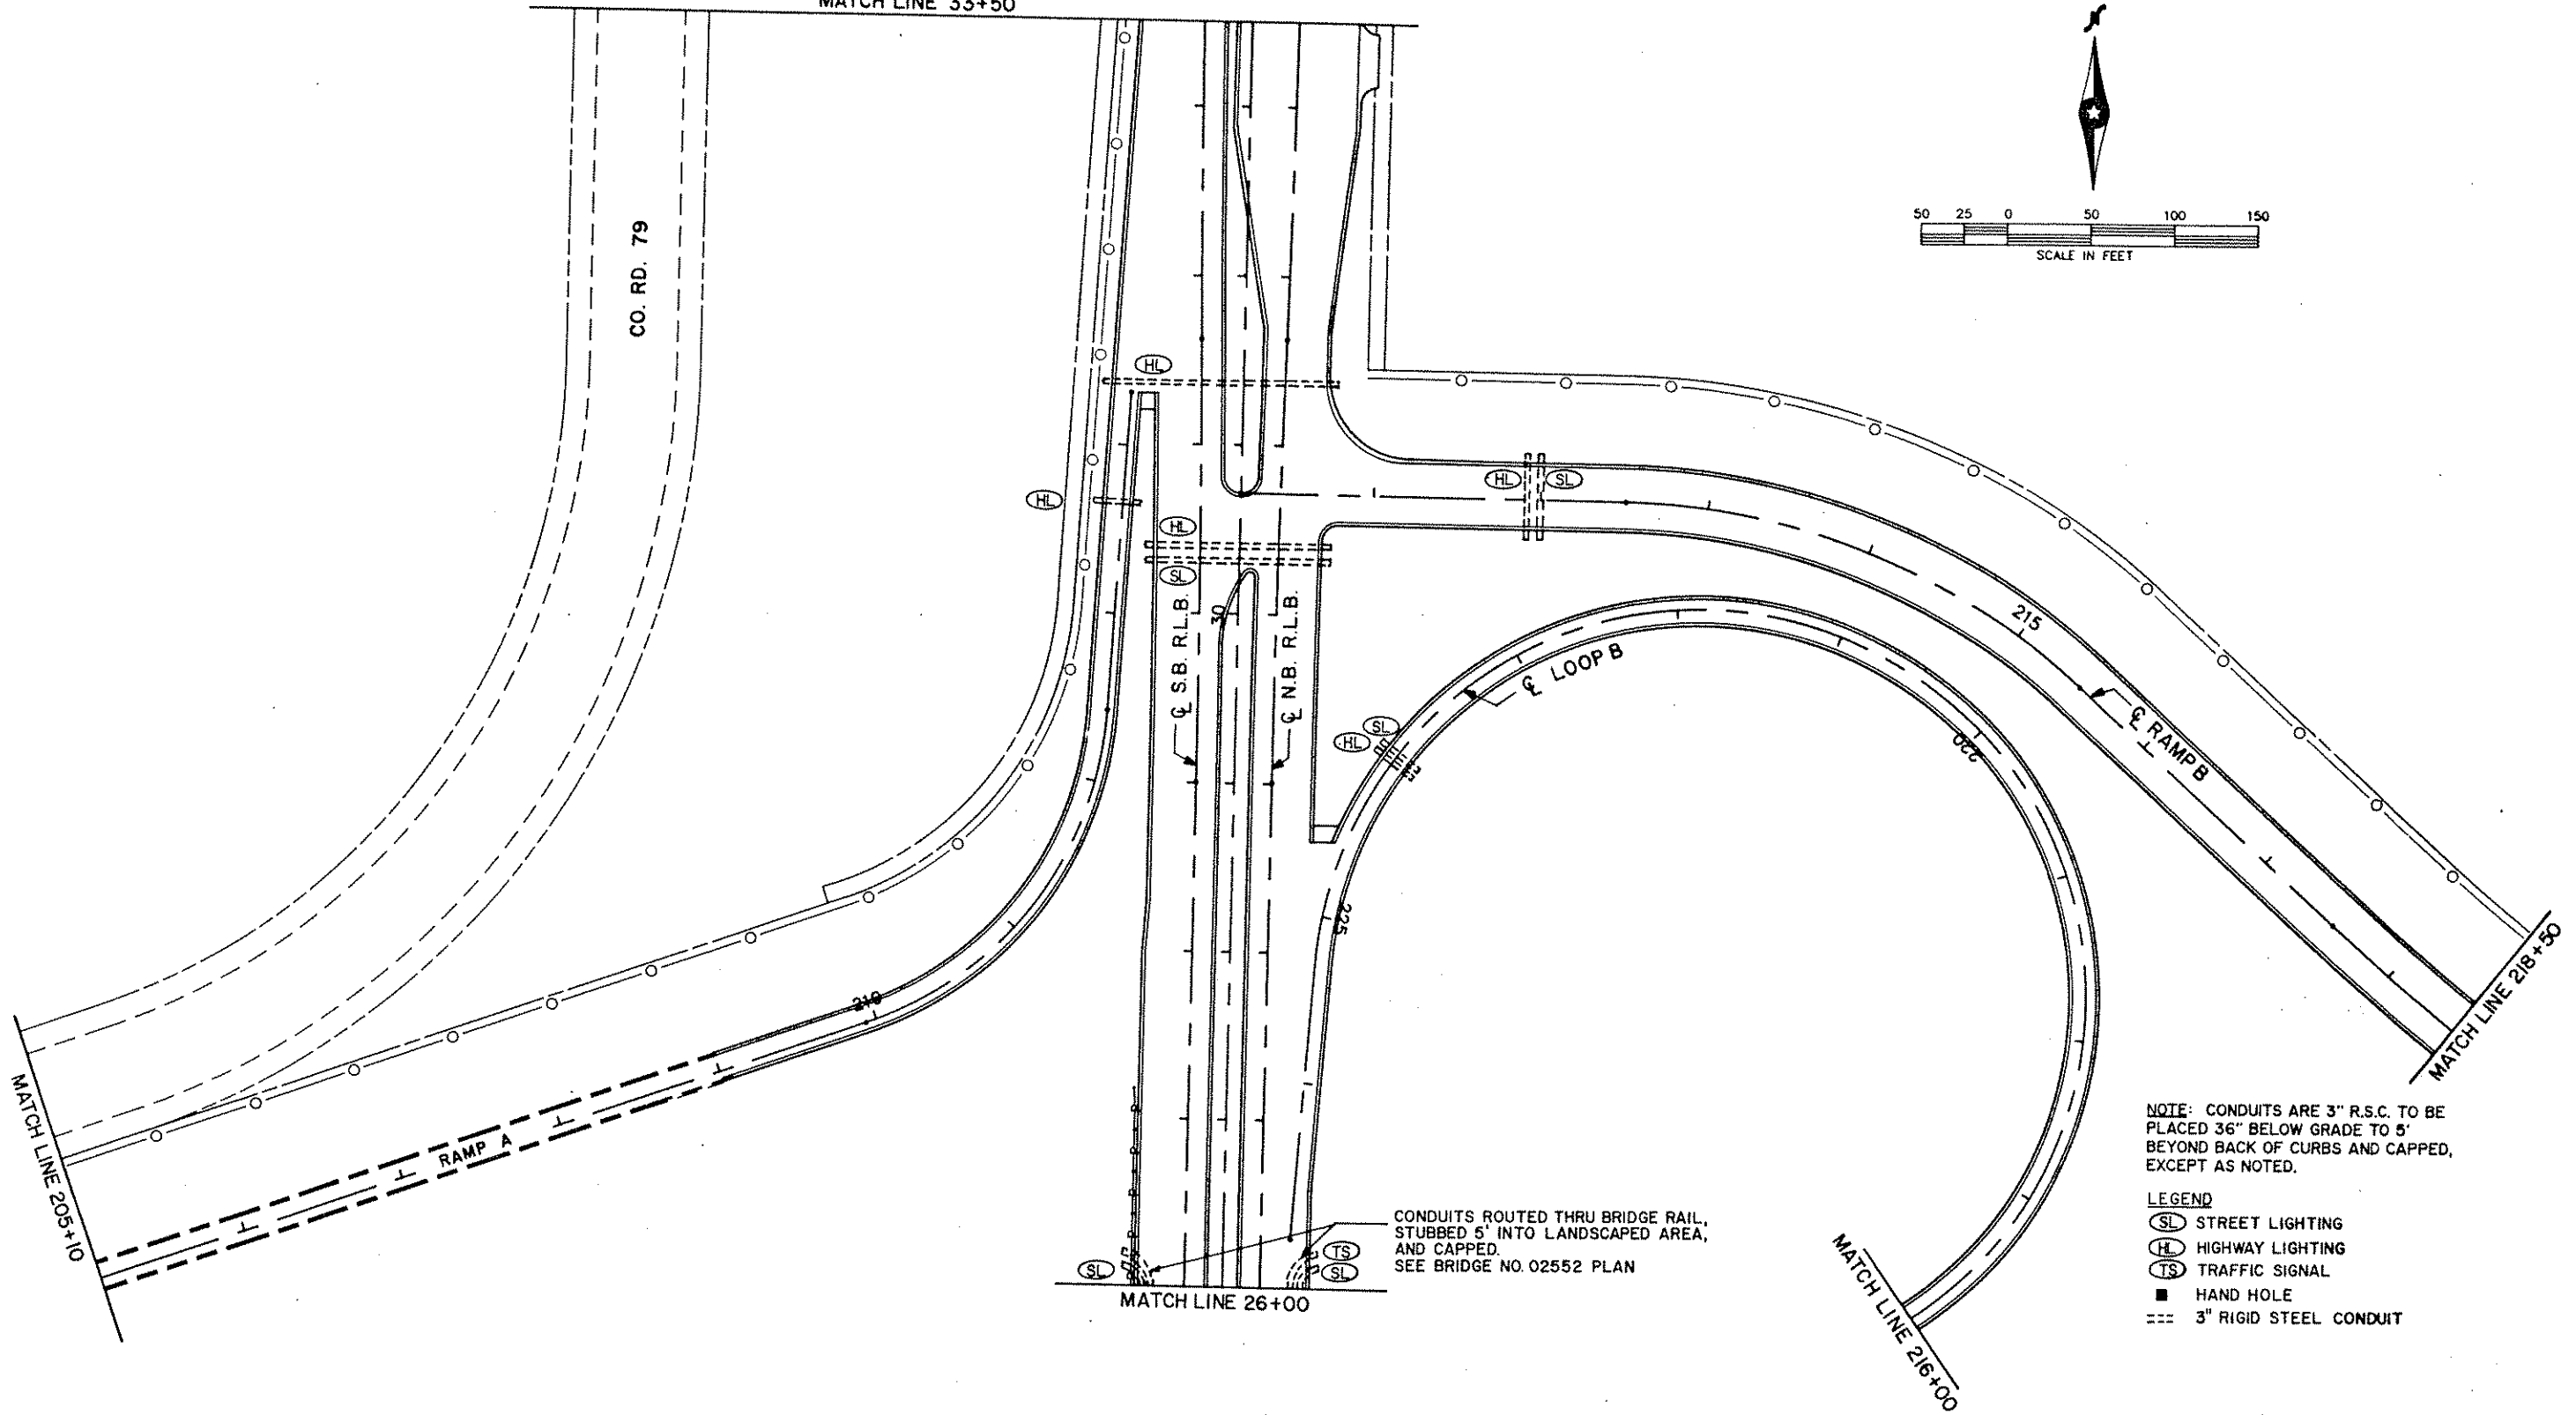 MATCH LINE 33+50
N
50 25 0 50 100 150
SCALE IN FEET
CO. RD. 79
HL
HL
HL
SL
HL SL
30
℄ S.B. R.L.B.
℄ N.B. R.L.B.
℄ LOOP B
215
℄ RAMP B
220
SL
HL
225
210
RAMP A
MATCH LINE 205+10
MATCH LINE 218+50
NOTE: CONDUITS ARE 3" R.S.C. TO BE
PLACED 36" BELOW GRADE TO 5'
BEYOND BACK OF CURBS AND CAPPED,
EXCEPT AS NOTED.
LEGEND
SL STREET LIGHTING
HL HIGHWAY LIGHTING
TS TRAFFIC SIGNAL
HAND HOLE
3" RIGID STEEL CONDUIT
CONDUITS ROUTED THRU BRIDGE RAIL,
STUBBED 5' INTO LANDSCAPED AREA,
AND CAPPED.
SEE BRIDGE NO. 02552 PLAN
SL
TS
SL
MATCH LINE 26+00
MATCH LINE 216+00